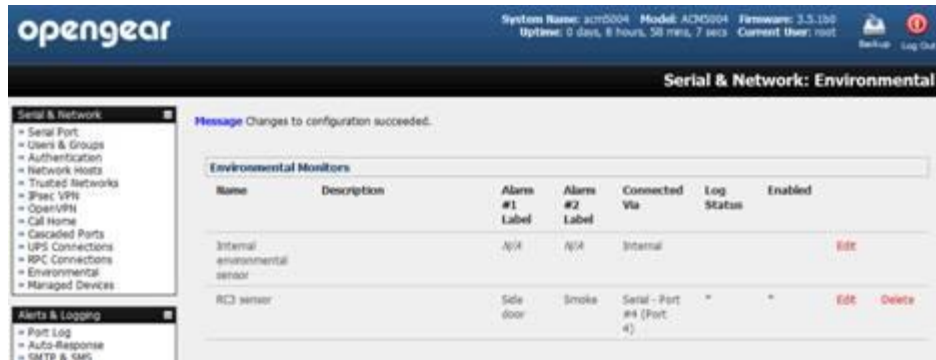 opengear
System Name: acm5004 Model: ACM5004 Firmware: 3.5.1b0
Uptime: 0 days, 8 hours, 58 mins, 7 secs Current User: root
Backup Log Out
Serial & Network: Environmental
Serial & Network
Serial Port
Users & Groups
Authentication
Network Hosts
Trusted Networks
IPsec VPN
OpenVPN
Call Home
Cascaded Ports
UPS Connections
RPC Connections
Environmental
Managed Devices
Alerts & Logging
Port Log
Auto-Response
SMTP & SMS
Message Changes to configuration succeeded.
Environmental Monitors
Name Description Alarm #1 Label Alarm #2 Label Connected Via Log Status Enabled
Internal environmental sensor N/A N/A Internal Edit
RC3 sensor Side door Smoke Serial - Port #4 (Port 4) * * Edit Delete